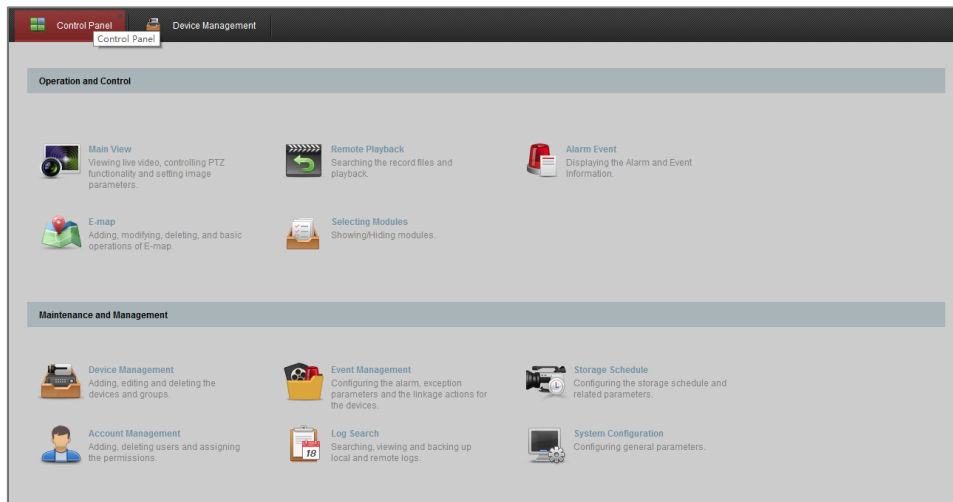 Control Panel
Device Management
Control Panel
Operation and Control
Main View
Viewing live video, controlling PTZ
functionality and setting image
parameters.
Remote Playback
Searching the record files and
playback.
Alarm Event
Displaying the Alarm and Event
Information.
E-map
Adding, modifying, deleting, and basic
operations of E-map.
Selecting Modules
Showing/Hiding modules.
Maintenance and Management
Device Management
Adding, editing and deleting the
devices and groups.
Event Management
Configuring the alarm, exception
parameters and the linkage actions for
the devices.
Storage Schedule
Configuring the storage schedule and
related parameters.
Account Management
Adding, deleting users and assigning
the permissions.
18
Log Search
Searching, viewing and backing up
local and remote logs.
System Configuration
Configuring general parameters.